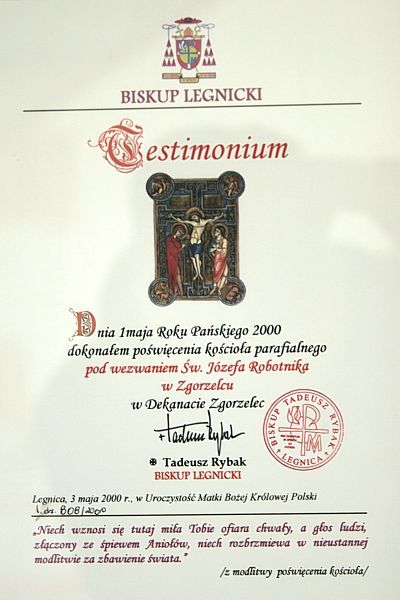 BISKUP LEGNICKI
Testimonium
Dnia 1maja Roku Pańskiego 2000
dokonałem poświęcenia kościoła parafialnego
pod wezwaniem Św. Józefa Robotnika
w Zgorzelcu
w Dekanacie Zgorzelec
+ Tadeusz Rybak
✠ Tadeusz Rybak
BISKUP LEGNICKI
BISKUP TADEUSZ RYBAK
LEGNICA
Legnica, 3 maja 2000 r., w Uroczystość Matki Bożej Królowej Polski
L.dz. 808/2000
„Niech wznosi się tutaj miła Tobie ofiara chwały, a głos ludzi,
złączony ze śpiewem Aniołów, niech rozbrzmiewa w nieustannej
modlitwie za zbawienie świata.”
/z modlitwy poświęcenia kościoła/